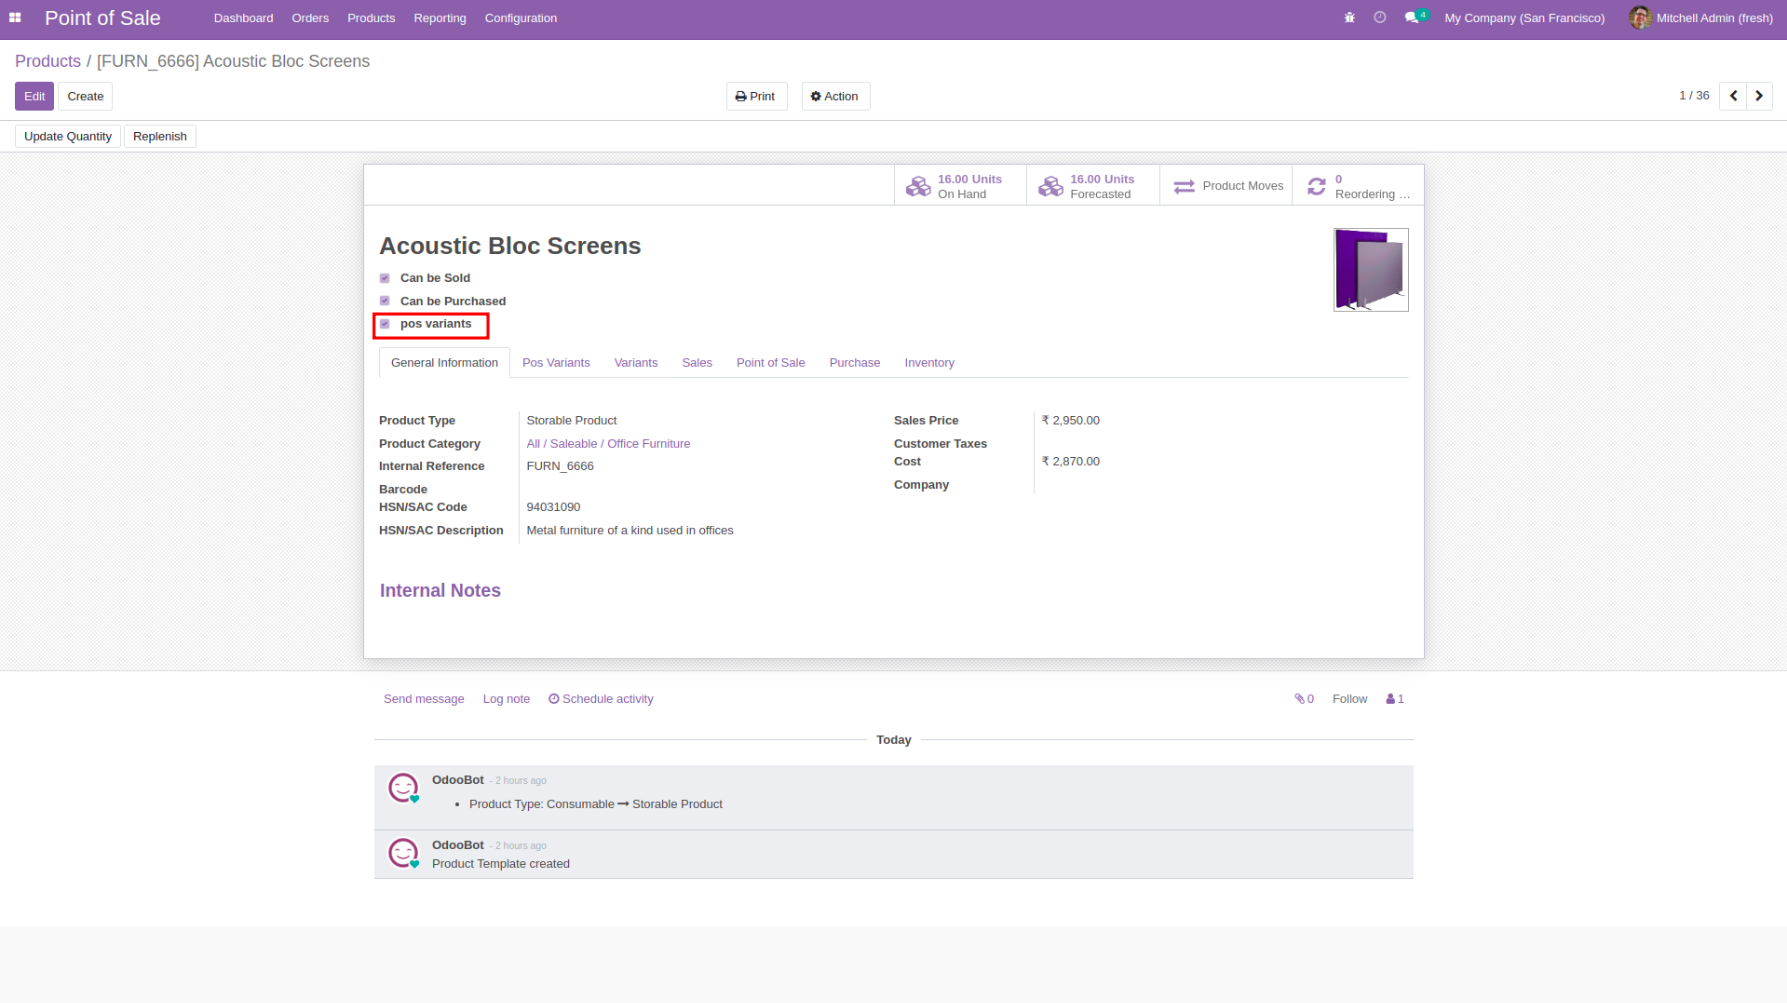 Point of Sale Dashboard Orders Products Reporting Configuration 4 My Company (San Francisco) Mitchell Admin (fresh)
Products / [FURN_6666] Acoustic Bloc Screens
Edit Create Print Action 1 / 36
Update Quantity Replenish
16.00 Units 16.00 Units Product Moves 0
On Hand Forecasted Reordering ...
Acoustic Bloc Screens
Can be Sold
Can be Purchased
pos variants
General Information Pos Variants Variants Sales Point of Sale Purchase Inventory
Product Type Storable Product Sales Price ₹ 2,950.00
Product Category All / Saleable / Office Furniture Customer Taxes
Internal Reference FURN_6666 Cost ₹ 2,870.00
Barcode Company
HSN/SAC Code 94031090
HSN/SAC Description Metal furniture of a kind used in offices
Internal Notes
Send message Log note Schedule activity 0 Follow 1
Today
OdooBot - 2 hours ago
• Product Type: Consumable → Storable Product
OdooBot - 2 hours ago
Product Template created